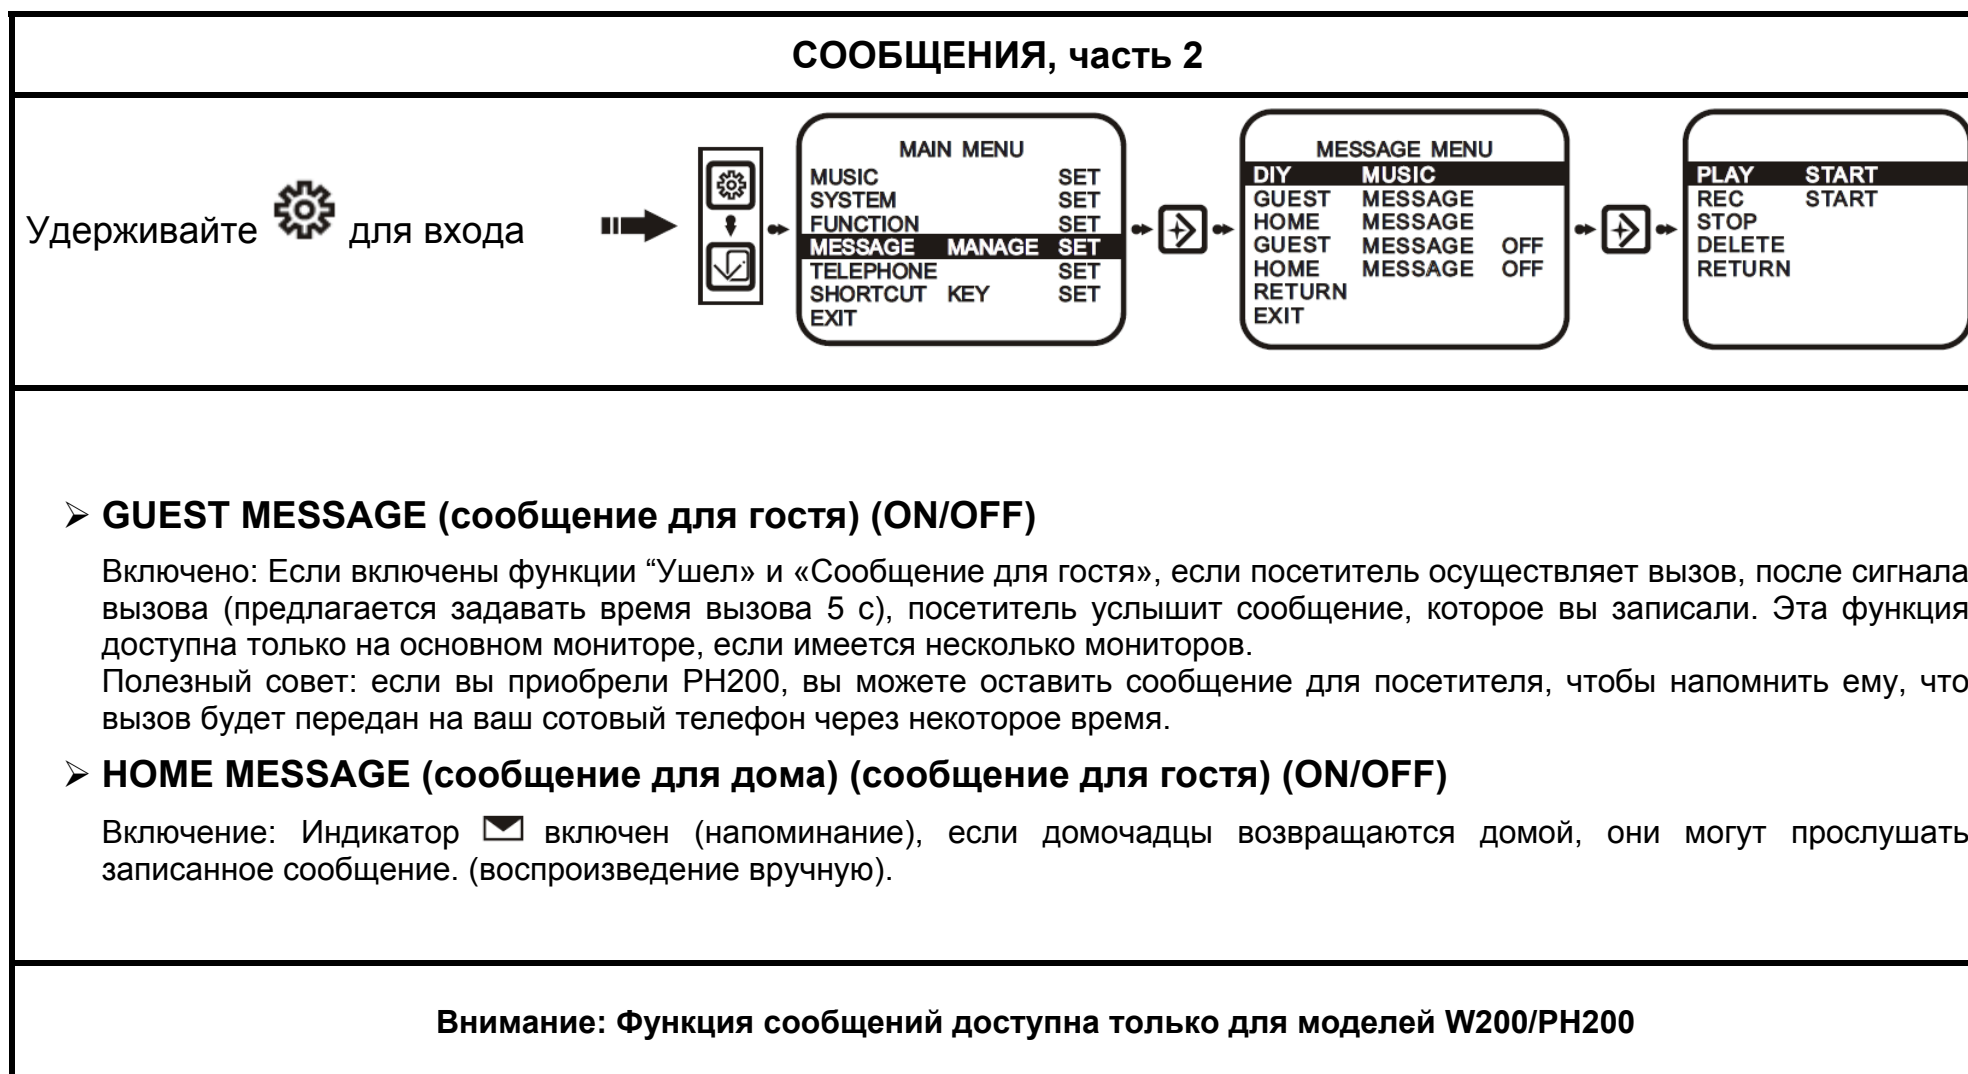 СООБЩЕНИЯ, часть 2
Удерживайте для входа
MAIN MENU
MUSIC SET
SYSTEM SET
FUNCTION SET
MESSAGE MANAGE SET
TELEPHONE SET
SHORTCUT KEY SET
EXIT
MESSAGE MENU
DIY MUSIC
GUEST MESSAGE
HOME MESSAGE
GUEST MESSAGE OFF
HOME MESSAGE OFF
RETURN
EXIT
PLAY START
REC START
STOP
DELETE
RETURN
➢ GUEST MESSAGE (сообщение для гостя) (ON/OFF)
Включено: Если включены функции “Ушел» и «Сообщение для гостя», если посетитель осуществляет вызов, после сигнала
вызова (предлагается задавать время вызова 5 с), посетитель услышит сообщение, которое вы записали. Эта функция
доступна только на основном мониторе, если имеется несколько мониторов.
Полезный совет: если вы приобрели PH200, вы можете оставить сообщение для посетителя, чтобы напомнить ему, что
вызов будет передан на ваш сотовый телефон через некоторое время.
➢ HOME MESSAGE (сообщение для дома) (сообщение для гостя) (ON/OFF)
Включение: Индикатор включен (напоминание), если домочадцы возвращаются домой, они могут прослушать
записанное сообщение. (воспроизведение вручную).
Внимание: Функция сообщений доступна только для моделей W200/PH200